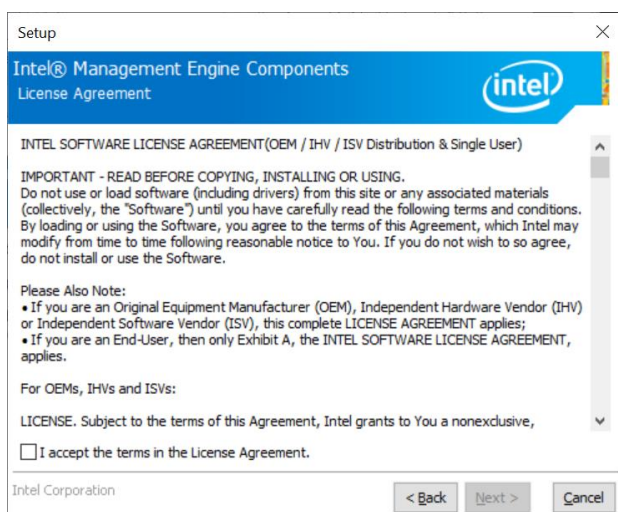 Setup
Intel® Management Engine Components
License Agreement
intel
INTEL SOFTWARE LICENSE AGREEMENT(OEM / IHV / ISV Distribution & Single User)
IMPORTANT - READ BEFORE COPYING, INSTALLING OR USING.
Do not use or load software (including drivers) from this site or any associated materials
(collectively, the "Software") until you have carefully read the following terms and conditions.
By loading or using the Software, you agree to the terms of this Agreement, which Intel may
modify from time to time following reasonable notice to You. If you do not wish to so agree,
do not install or use the Software.
Please Also Note:
• If you are an Original Equipment Manufacturer (OEM), Independent Hardware Vendor (IHV)
or Independent Software Vendor (ISV), this complete LICENSE AGREEMENT applies;
• If you are an End-User, then only Exhibit A, the INTEL SOFTWARE LICENSE AGREEMENT,
applies.
For OEMs, IHVs and ISVs:
LICENSE. Subject to the terms of this Agreement, Intel grants to You a nonexclusive,
I accept the terms in the License Agreement.
Intel Corporation
< Back Next > Cancel